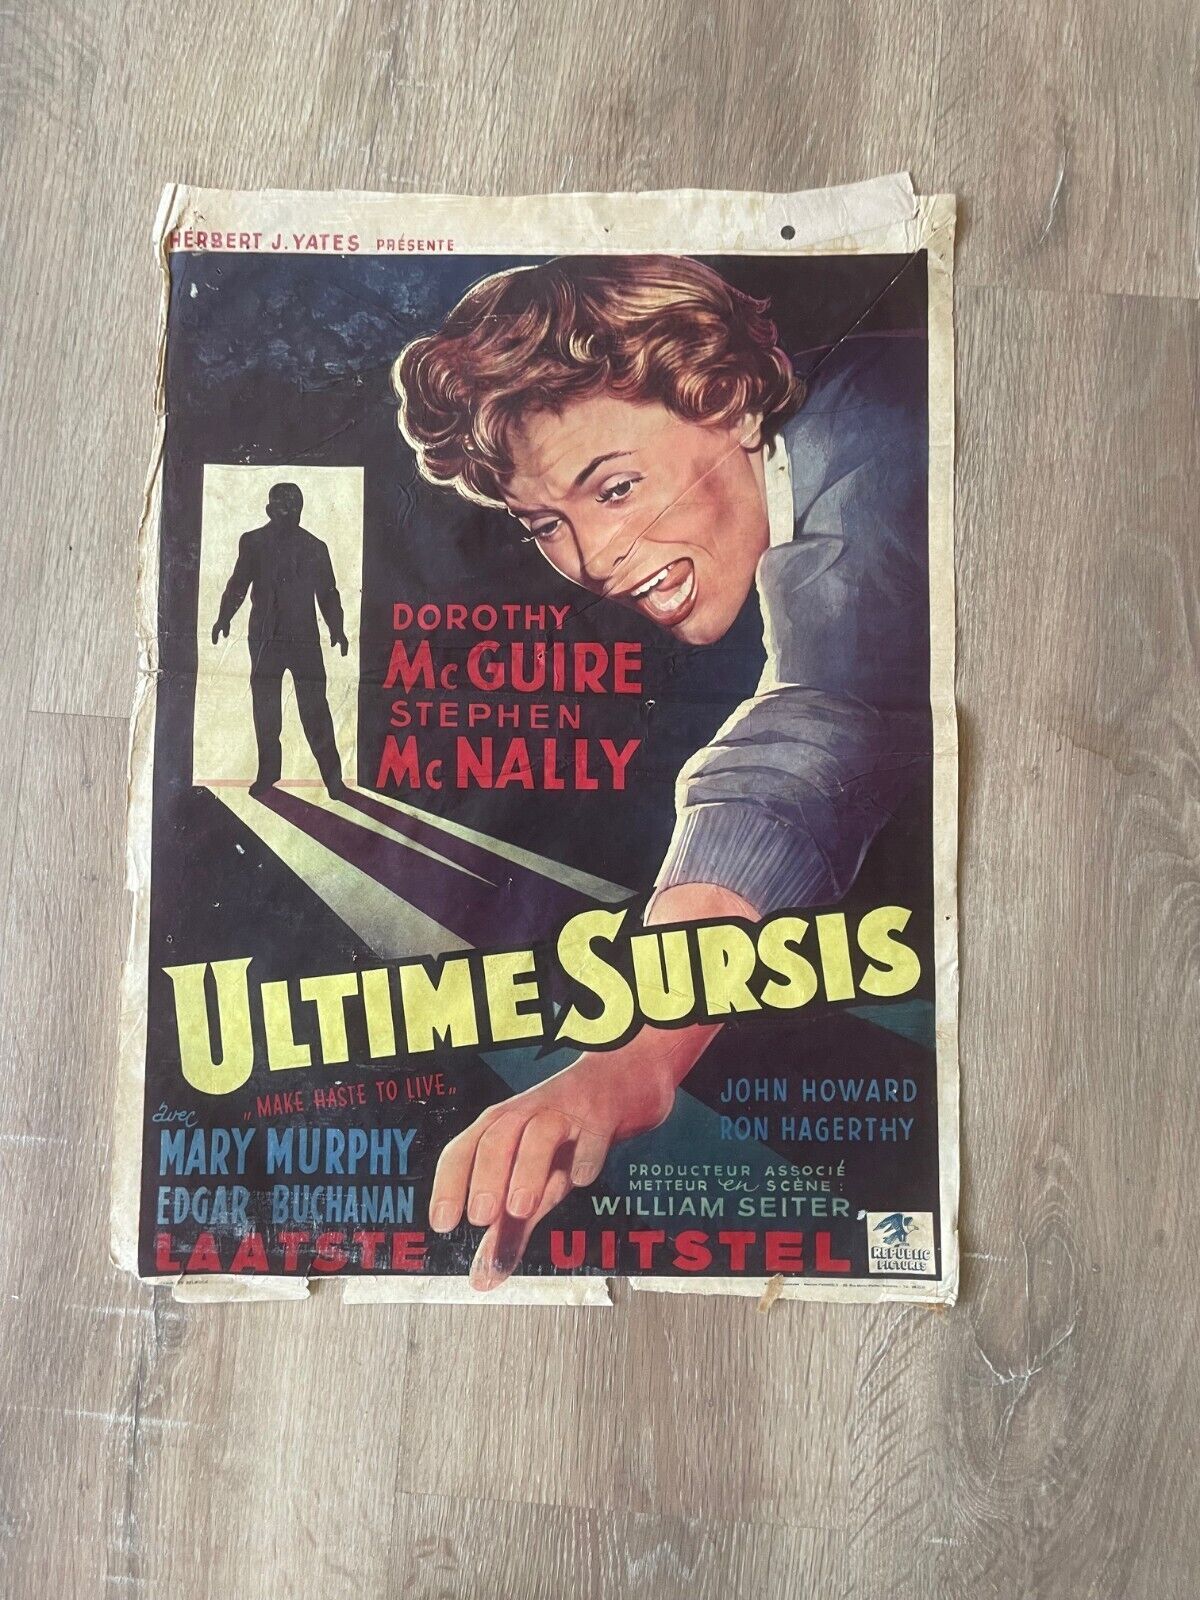 HERBERT J. YATES PRÉSENTE
DOROTHY
McGUIRE
STEPHEN
McNALLY
ULTIME SURSIS
„MAKE HASTE TO LIVE„
avec
MARY MURPHY
EDGAR BUCHANAN
JOHN HOWARD
RON HAGERTHY
PRODUCTEUR ASSOCIÉ
METTEUR en SCÈNE :
WILLIAM SEITER
LAATSTE UITSTEL
REPUBLIC
PICTURES